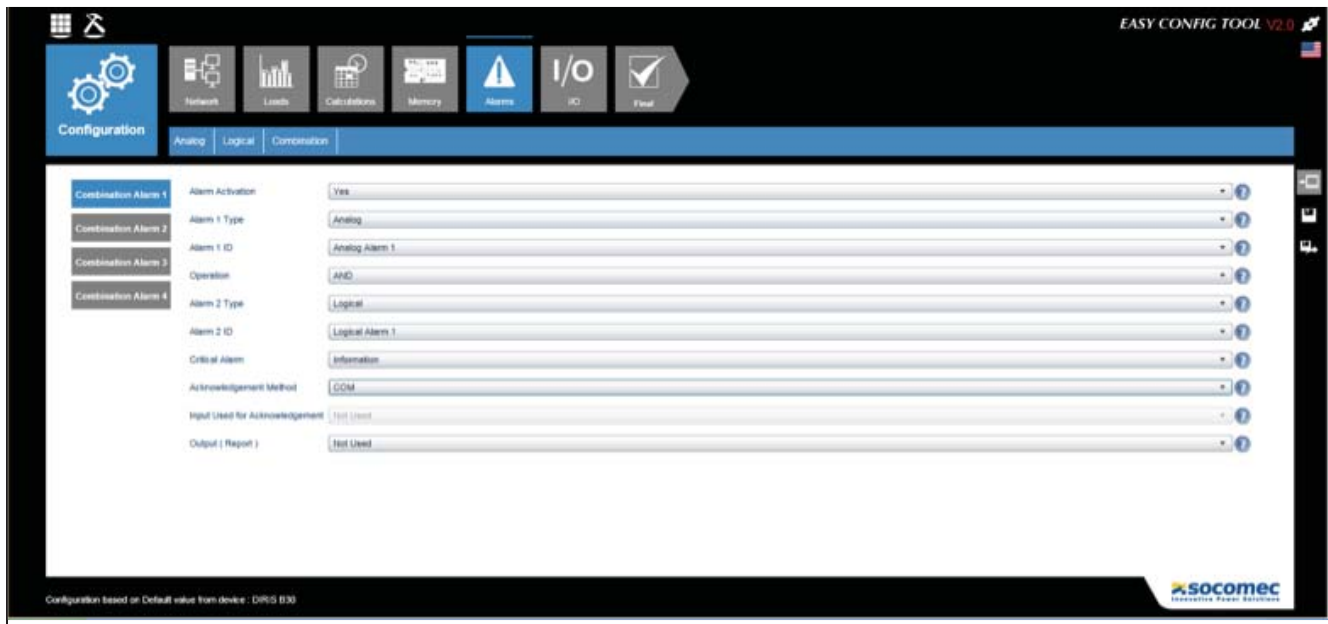 EASY CONFIG TOOL V2.0
Configuration
Network
Loads
Calculations
Memory
Alarms
I/O
I/O
Final
Analog
Logical
Combination
Combination Alarm 1
Combination Alarm 2
Combination Alarm 3
Combination Alarm 4
Alarm Activation Yes
Alarm 1 Type Analog
Alarm 1 ID Analog Alarm 1
Operation AND
Alarm 2 Type Logical
Alarm 2 ID Logical Alarm 1
Critical Alarm Information
Acknowledgement Method COM
Input Used for Acknowledgement Not Used
Output ( Report ) Not Used
Configuration based on Default value from device : DIRIS B30
socomec
Innovative Power Solutions